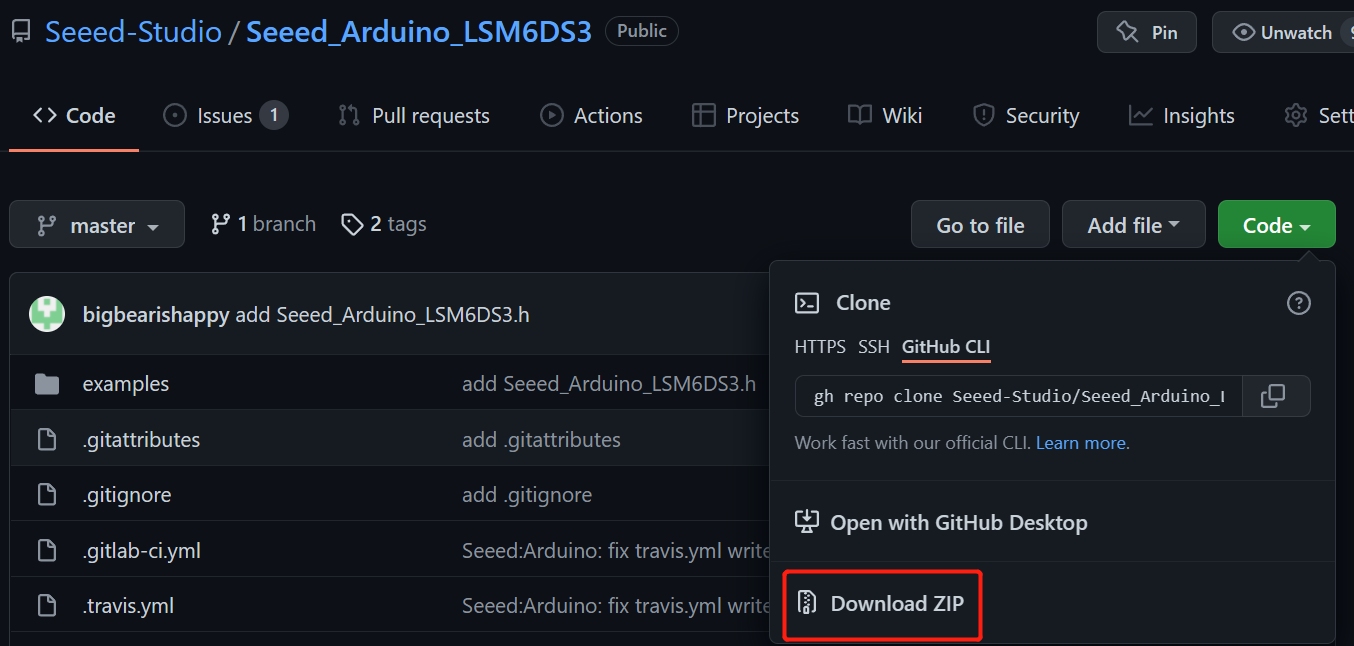 Seeed-Studio / Seeed_Arduino_LSM6DS3 Public Pin Unwatch
Code Issues 1 Pull requests Actions Projects Wiki Security Insights Sett
master 1 branch 2 tags Go to file Add file Code
bigbearishappy add Seeed_Arduino_LSM6DS3.h
examples add Seeed_Arduino_LSM6DS3.h
.gitattributes add .gitattributes
.gitignore add .gitignore
.gitlab-ci.yml Seeed:Arduino: fix travis.yml write
.travis.yml Seeed:Arduino: fix travis.yml write
Clone
HTTPS SSH GitHub CLI
gh repo clone Seeed-Studio/Seeed_Arduino_
Work fast with our official CLI. Learn more.
Open with GitHub Desktop
Download ZIP